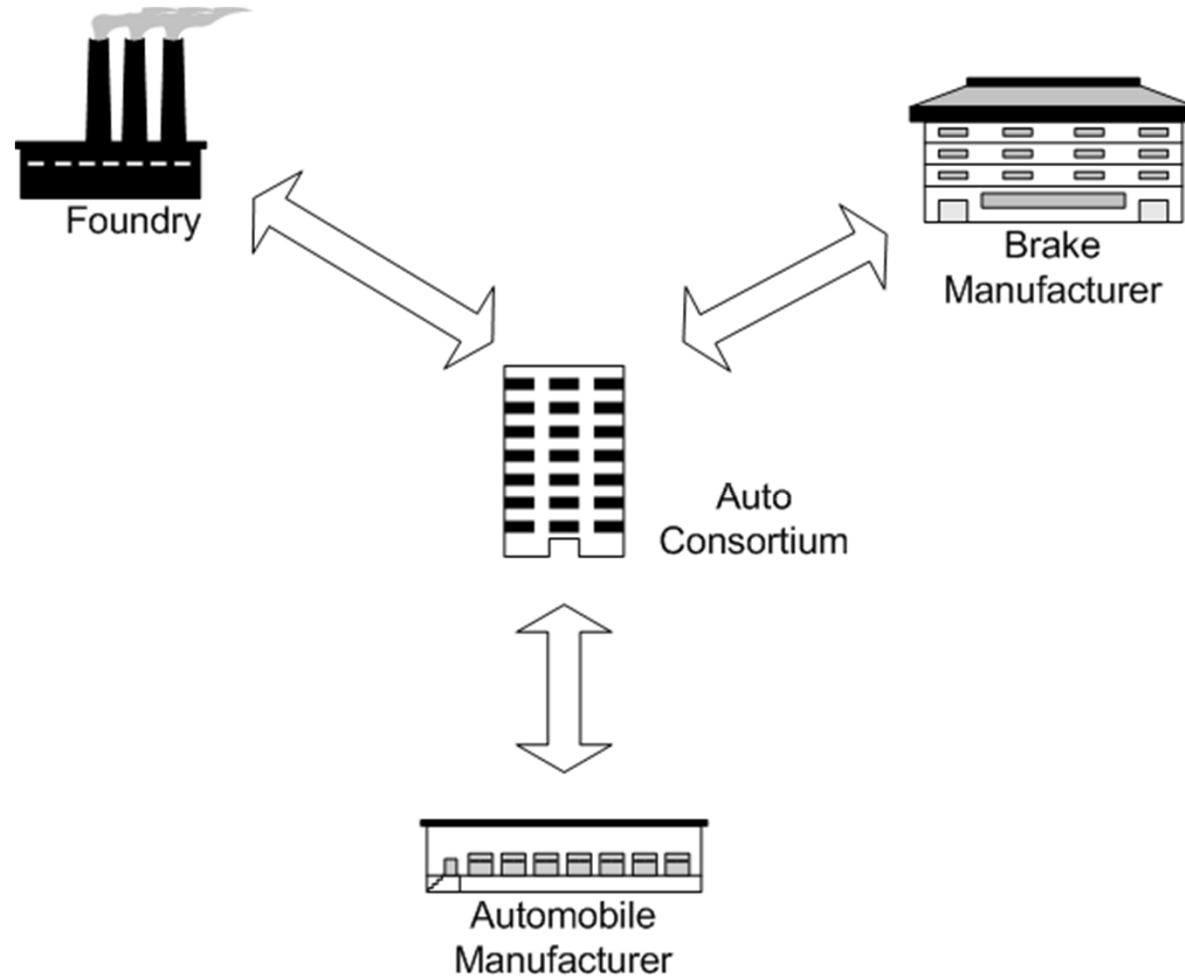 Foundry
Brake
Manufacturer
Auto
Consortium
Automobile
Manufacturer